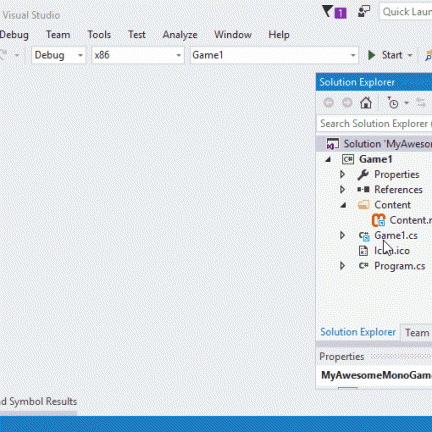 Visual Studio
1
Quick Laun
Debug Team Tools Test Analyze Window Help
Debug x86 Game1 Start
Solution Explorer
Search Solution Explorer (
Solution 'MyAweso
C# Game1
Properties
References
Content
Content.m
C# Game1.cs
Icon.ico
C# Program.cs
Solution Explorer Team
Properties
MyAwesomeMonoGam
nd Symbol Results